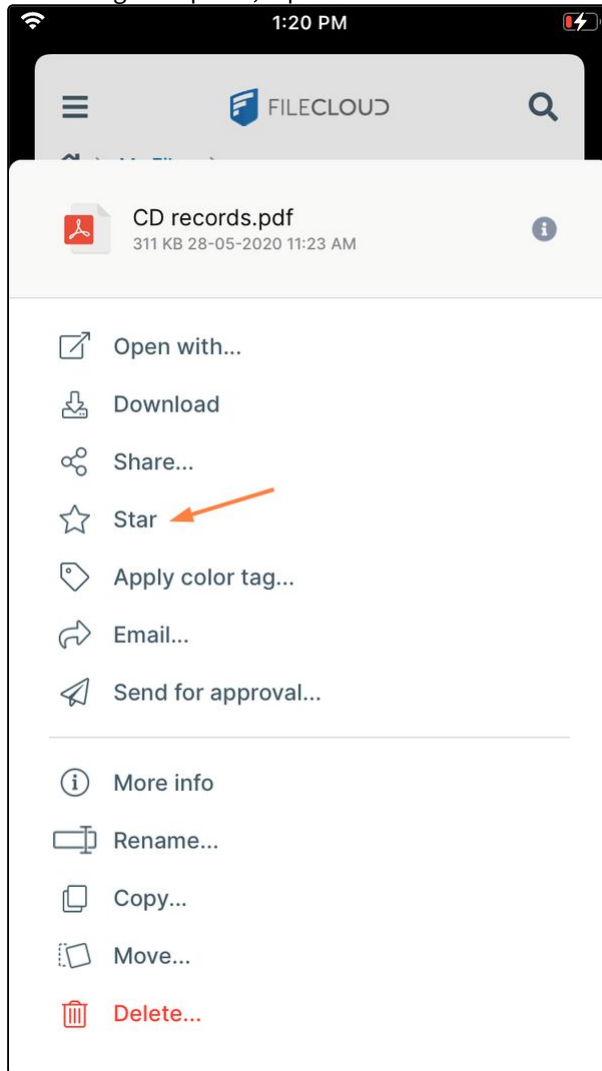 1:20 PM
FILECLOUD
CD records.pdf
311 KB 28-05-2020 11:23 AM
Open with...
Download
Share...
Star
Apply color tag...
Email...
Send for approval...
More info
Rename...
Copy...
Move...
Delete...